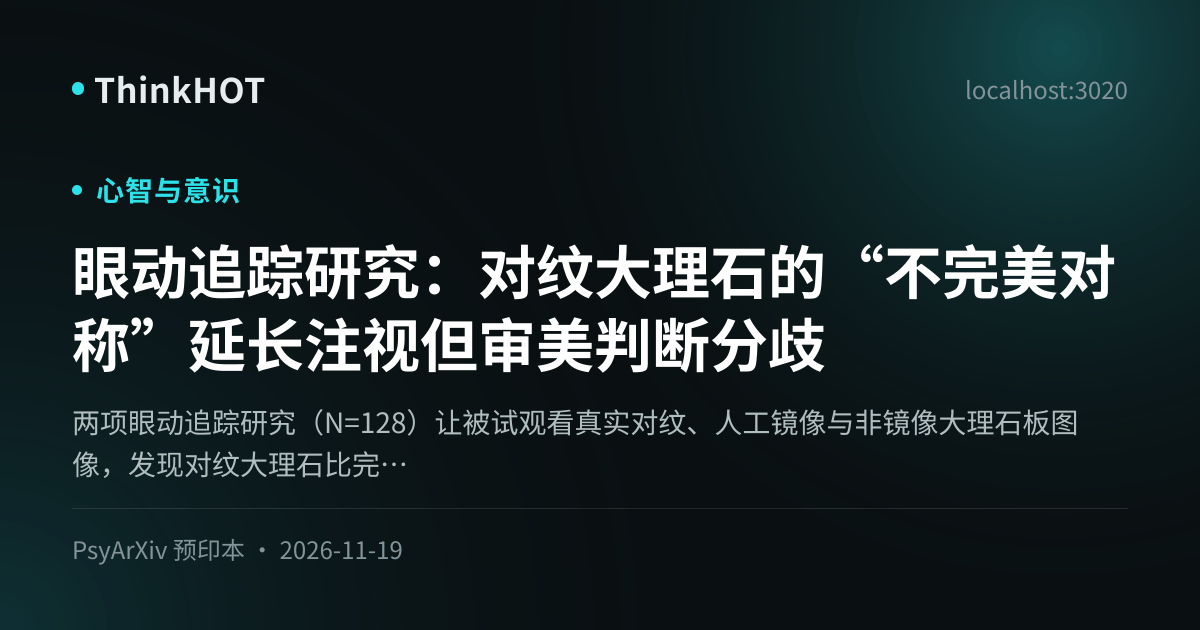 ThinkHOT
localhost:3020
心智与意识
眼动追踪研究：对纹大理石的“不完美对
称”延长注视但审美判断分歧
两项眼动追踪研究（N=128）让被试观看真实对纹、人工镜像与非镜像大理石板图
像，发现对纹大理石比完…
PsyArXiv 预印本 · 2026-11-19